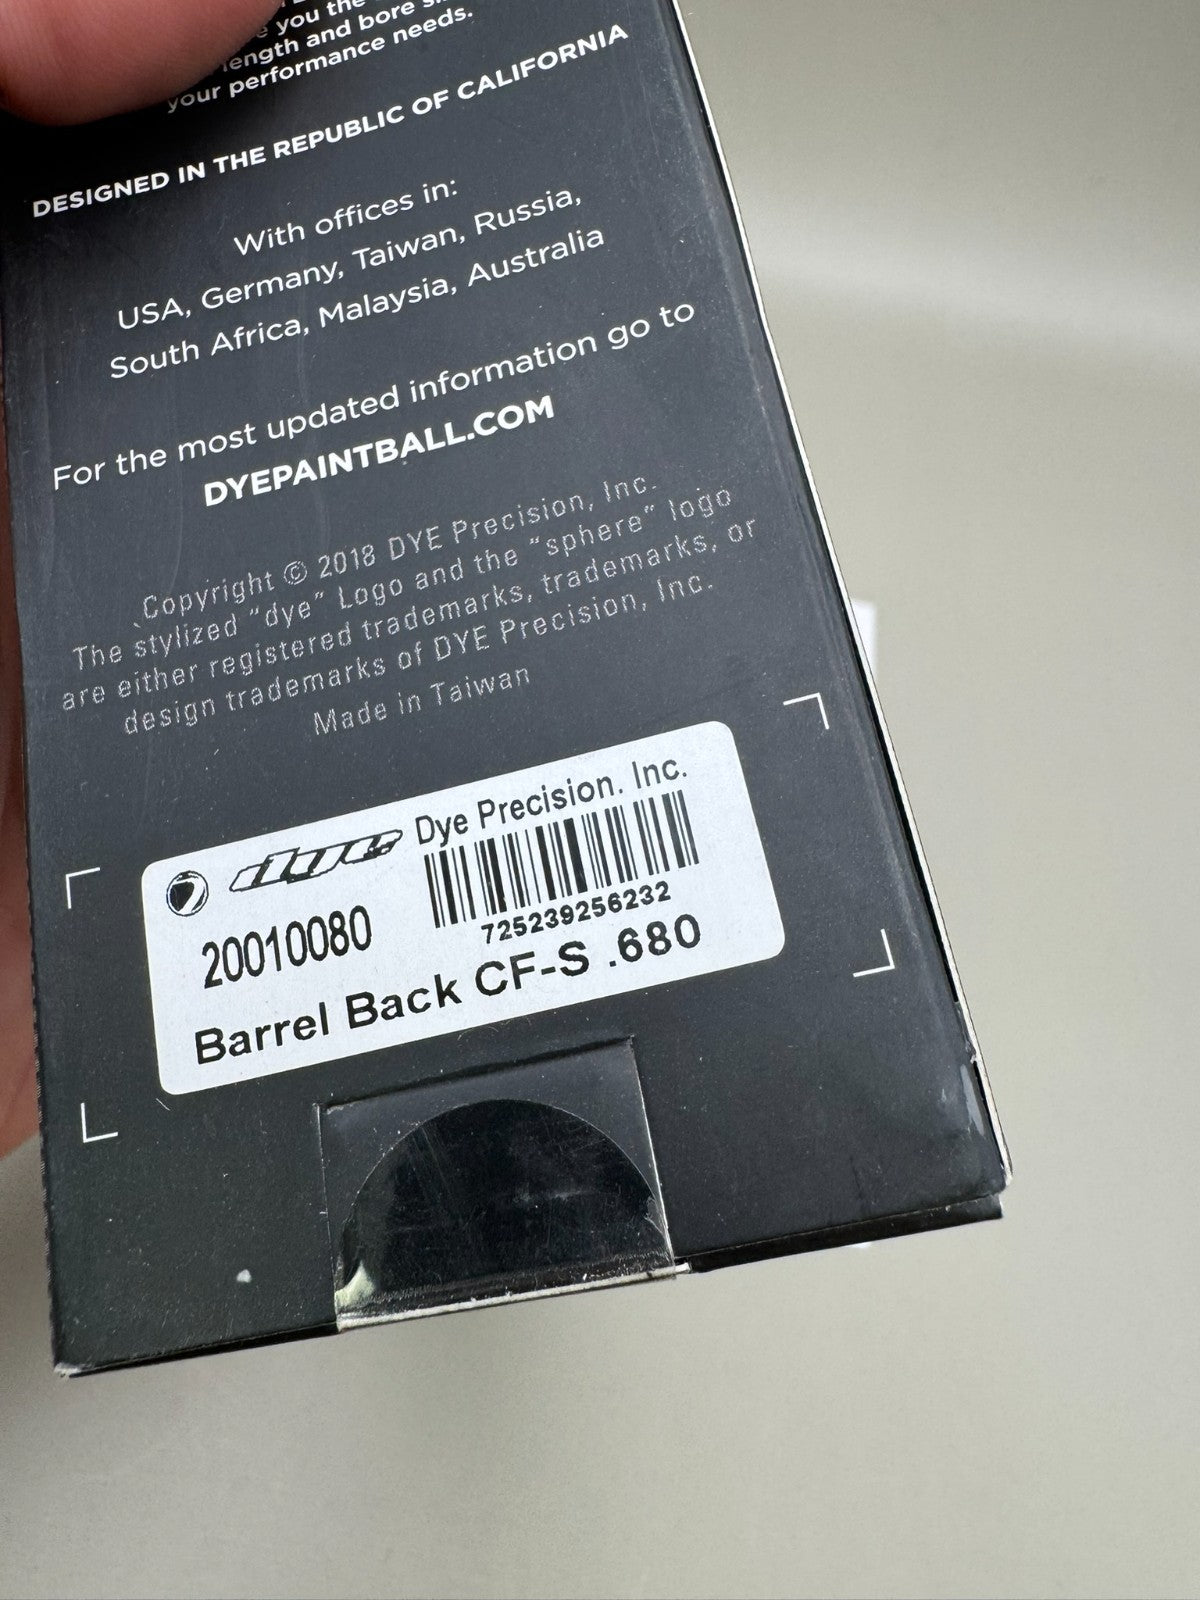 you the
length and bore
your performance needs.
DESIGNED IN THE REPUBLIC OF CALIFORNIA
With offices in:
USA, Germany, Taiwan, Russia,
South Africa, Malaysia, Australia
For the most updated information go to
DYEPAINTBALL.COM
Copyright © 2018 DYE Precision, Inc.
The stylized "dye" Logo and the "sphere" logo
are either registered trademarks, trademarks, or
design trademarks of DYE Precision, Inc.
Made in Taiwan
dye. Dye Precision. Inc.
725239256232
20010080
Barrel Back CF-S .680